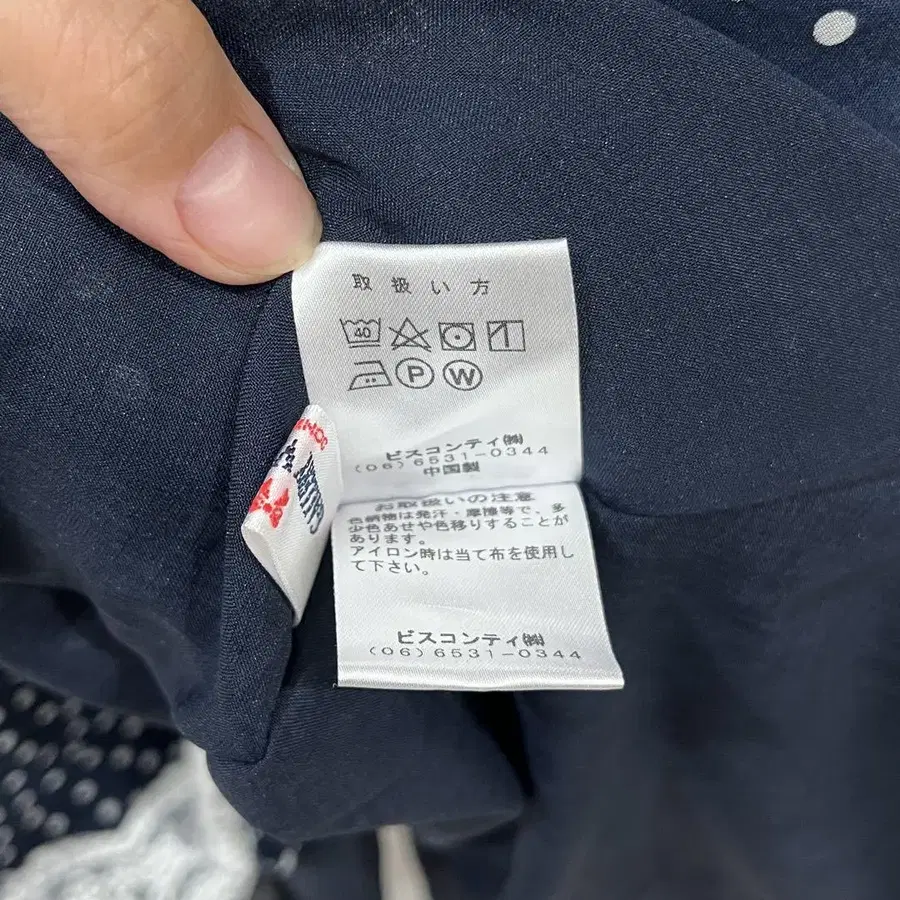 取扱い方
40
P W
ビスコンティ㈱
(06)6531-0344
中国製
お取扱いの注意
色柄物は発汗・摩擦等で、多
少色あせや色移りすることが
あります。
アイロン時は当て布を使用し
て下さい。
ビスコンティ㈱
(06)6531-0344